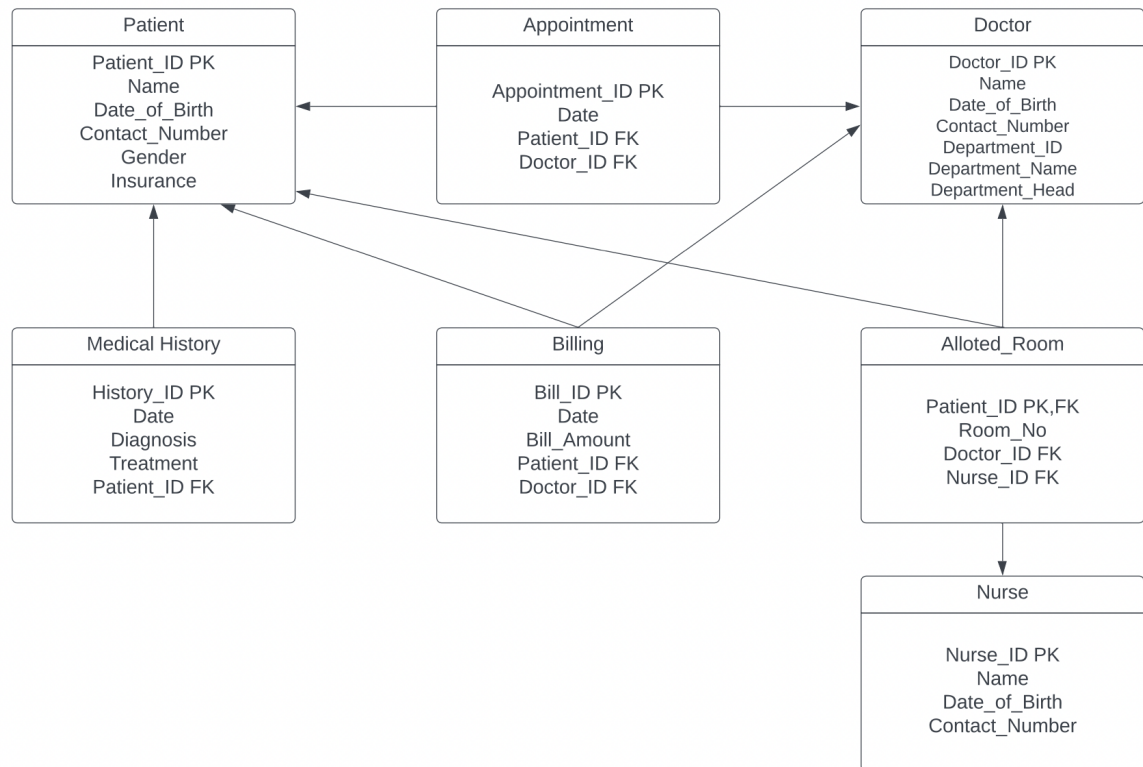 Patient
Patient_ID PK
Name
Date_of_Birth
Contact_Number
Gender
Insurance
Appointment
Appointment_ID PK
Date
Patient_ID FK
Doctor_ID FK
Doctor
Doctor_ID PK
Name
Date_of_Birth
Contact_Number
Department_ID
Department_Name
Department_Head
Medical History
History_ID PK
Date
Diagnosis
Treatment
Patient_ID FK
Billing
Bill_ID PK
Date
Bill_Amount
Patient_ID FK
Doctor_ID FK
Alloted_Room
Patient_ID PK,FK
Room_No
Doctor_ID FK
Nurse_ID FK
Nurse
Nurse_ID PK
Name
Date_of_Birth
Contact_Number